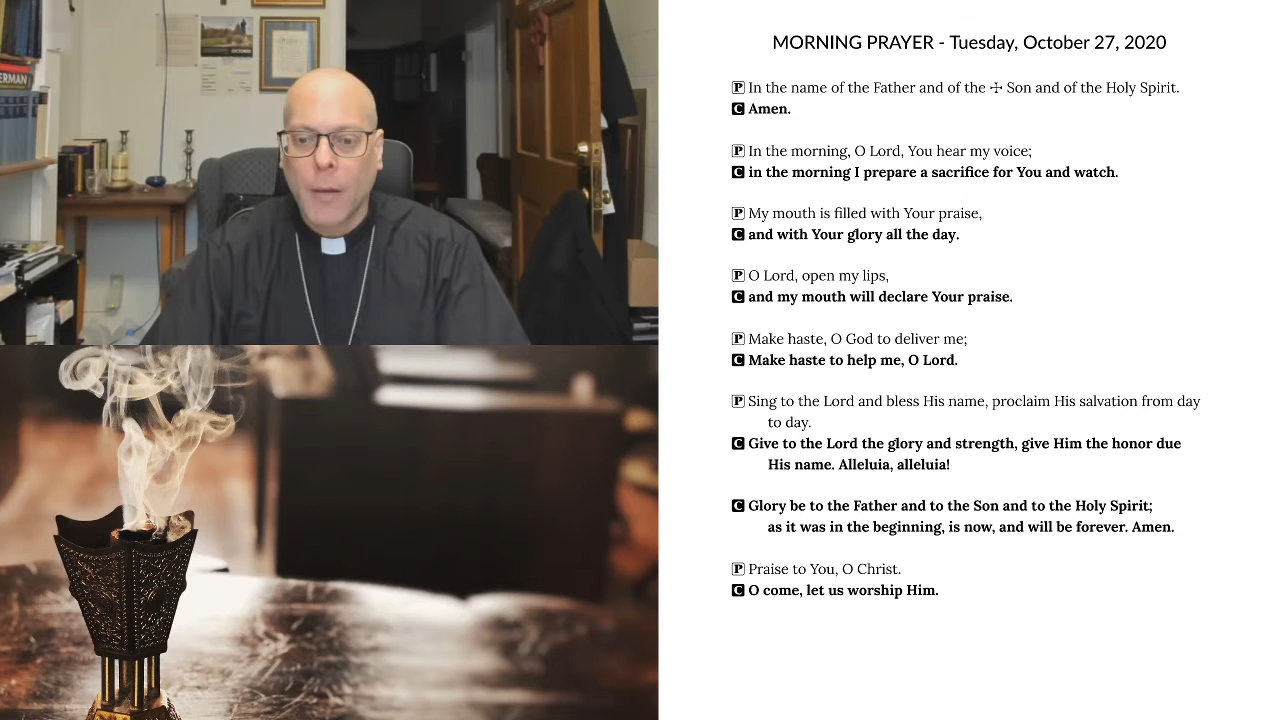 ERMAN
OCTOBER
MORNING PRAYER - Tuesday, October 27, 2020
P In the name of the Father and of the ☩ Son and of the Holy Spirit.
C Amen.
P In the morning, O Lord, You hear my voice;
C in the morning I prepare a sacrifice for You and watch.
P My mouth is filled with Your praise,
C and with Your glory all the day.
P O Lord, open my lips,
C and my mouth will declare Your praise.
P Make haste, O God to deliver me;
C Make haste to help me, O Lord.
P Sing to the Lord and bless His name, proclaim His salvation from day
to day.
C Give to the Lord the glory and strength, give Him the honor due
His name. Alleluia, alleluia!
C Glory be to the Father and to the Son and to the Holy Spirit;
as it was in the beginning, is now, and will be forever. Amen.
P Praise to You, O Christ.
C O come, let us worship Him.